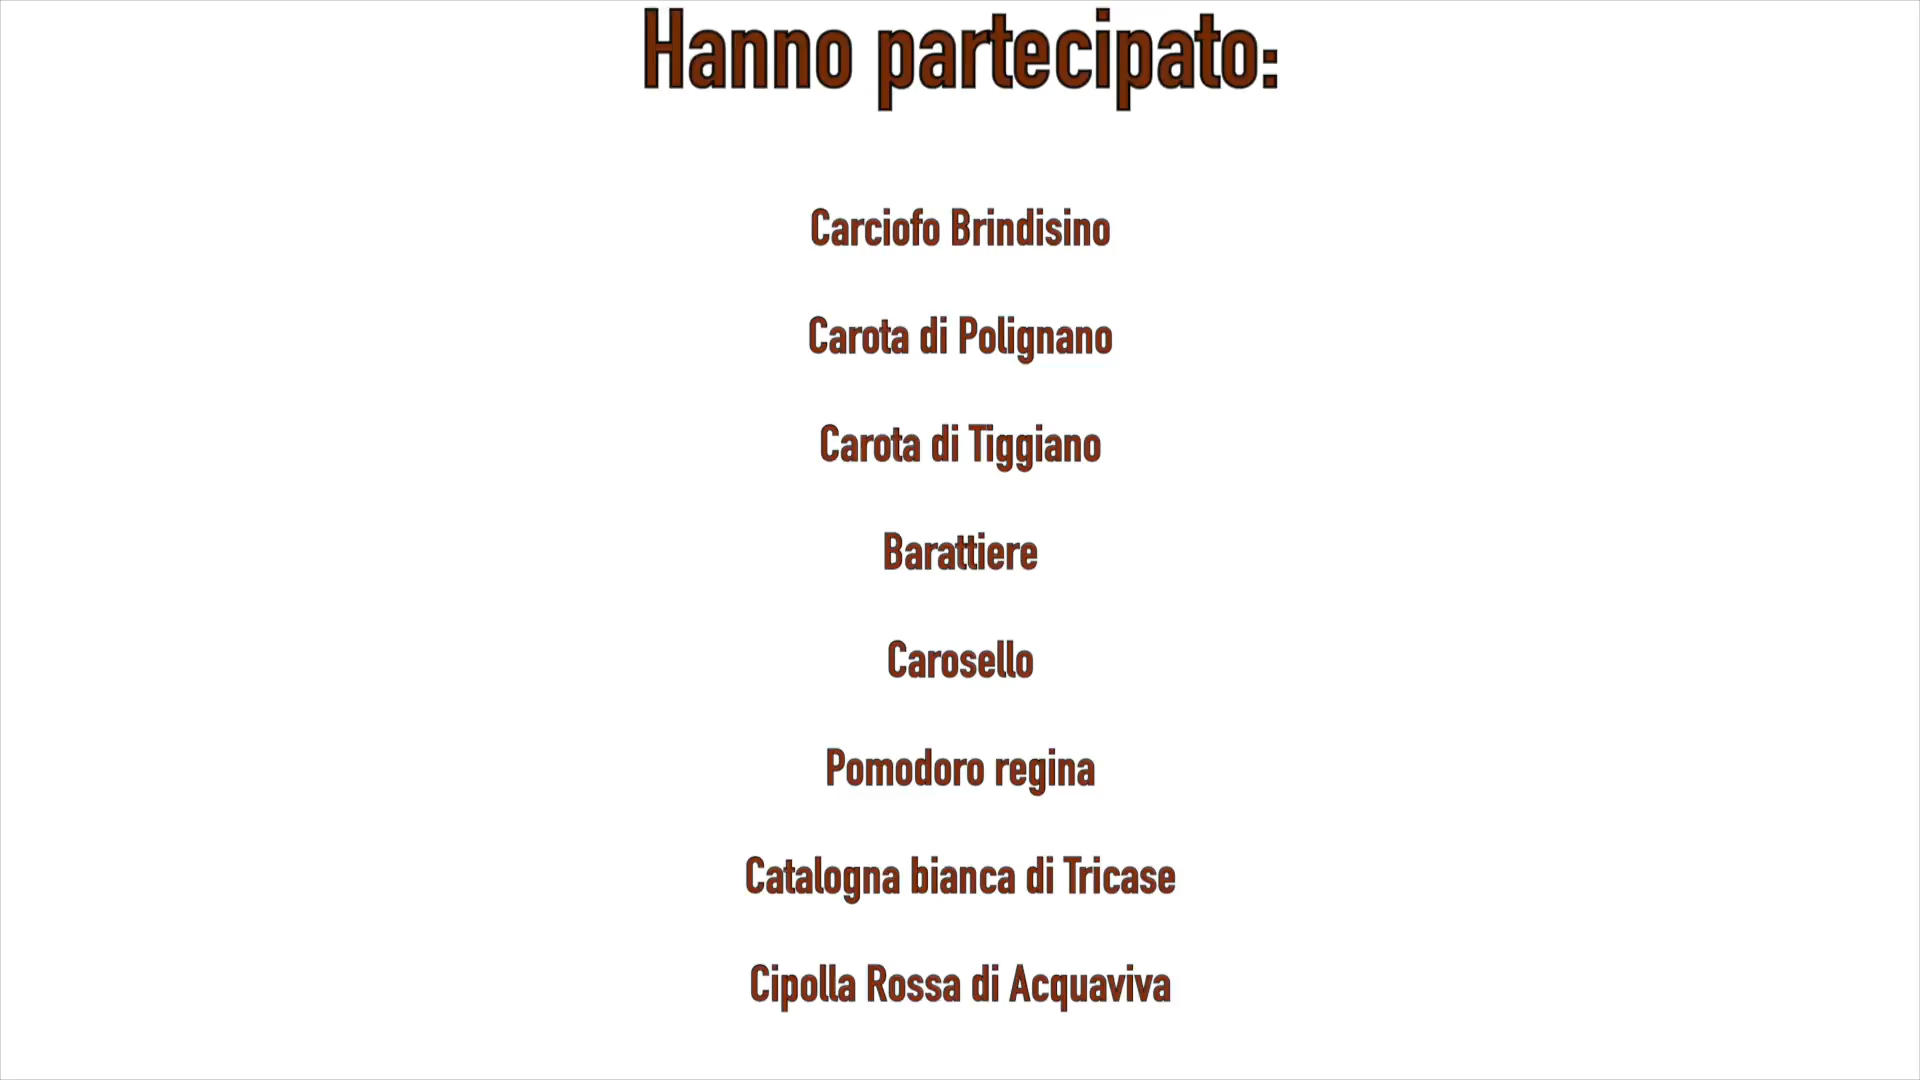 Hanno partecipato:
Carciofo Brindisino
Carota di Polignano
Carota di Tiggiano
Barattiere
Carosello
Pomodoro regina
Catalogna bianca di Tricase
Cipolla Rossa di Acquaviva